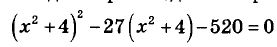 (x² + 4)² − 27(x² + 4) − 520 = 0